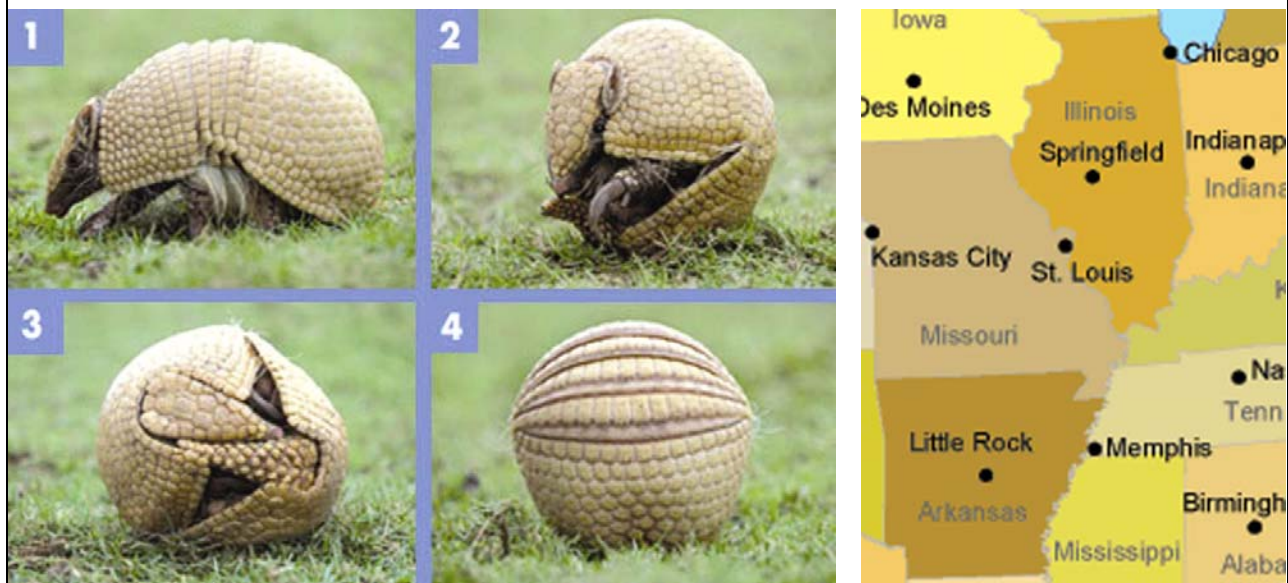 1
2
3
4
Iowa
Chicago
Des Moines
Illinois
Springfield
Indianap
Indiana
Kansas City
St. Louis
Missouri
K
Na
Tenn
Little Rock
Memphis
Arkansas
Birmingh
Mississippi
Alaba